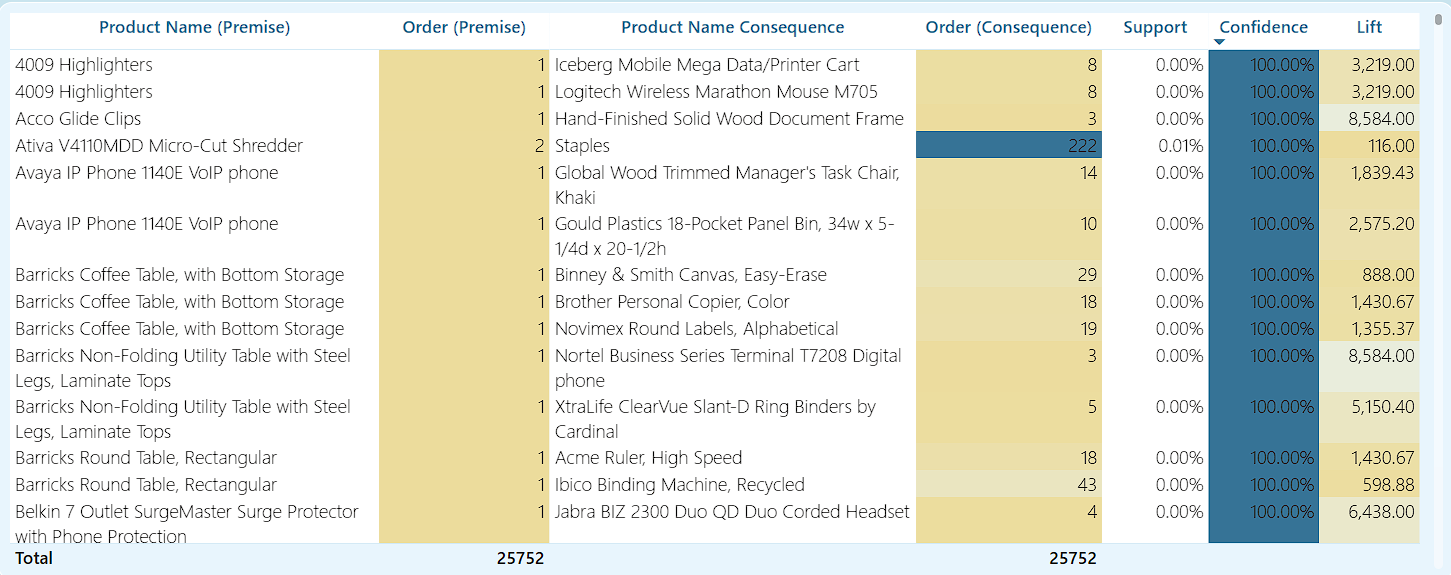 Product Name (Premise) Order (Premise) Product Name Consequence Order (Consequence) Support Confidence Lift
4009 Highlighters 1 Iceberg Mobile Mega Data/Printer Cart 8 0.00% 100.00% 3,219.00
4009 Highlighters 1 Logitech Wireless Marathon Mouse M705 8 0.00% 100.00% 3,219.00
Acco Glide Clips 1 Hand-Finished Solid Wood Document Frame 3 0.00% 100.00% 8,584.00
Ativa V4110MDD Micro-Cut Shredder 2 Staples 222 0.01% 100.00% 116.00
Avaya IP Phone 1140E VoIP phone 1 Global Wood Trimmed Manager's Task Chair, 14 0.00% 100.00% 1,839.43
Khaki
Avaya IP Phone 1140E VoIP phone 1 Gould Plastics 18-Pocket Panel Bin, 34w x 5- 10 0.00% 100.00% 2,575.20
1/4d x 20-1/2h
Barricks Coffee Table, with Bottom Storage 1 Binney & Smith Canvas, Easy-Erase 29 0.00% 100.00% 888.00
Barricks Coffee Table, with Bottom Storage 1 Brother Personal Copier, Color 18 0.00% 100.00% 1,430.67
Barricks Coffee Table, with Bottom Storage 1 Novimex Round Labels, Alphabetical 19 0.00% 100.00% 1,355.37
Barricks Non-Folding Utility Table with Steel 1 Nortel Business Series Terminal T7208 Digital 3 0.00% 100.00% 8,584.00
Legs, Laminate Tops phone
Barricks Non-Folding Utility Table with Steel 1 XtraLife ClearVue Slant-D Ring Binders by 5 0.00% 100.00% 5,150.40
Legs, Laminate Tops Cardinal
Barricks Round Table, Rectangular 1 Acme Ruler, High Speed 18 0.00% 100.00% 1,430.67
Barricks Round Table, Rectangular 1 Ibico Binding Machine, Recycled 43 0.00% 100.00% 598.88
Belkin 7 Outlet SurgeMaster Surge Protector 1 Jabra BIZ 2300 Duo QD Duo Corded Headset 4 0.00% 100.00% 6,438.00
with Phone Protection
Total 25752 25752